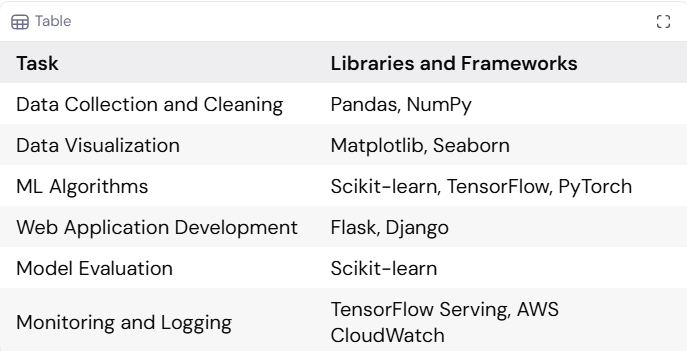 Table
Task Libraries and Frameworks
Data Collection and Cleaning Pandas, NumPy
Data Visualization Matplotlib, Seaborn
ML Algorithms Scikit-learn, TensorFlow, PyTorch
Web Application Development Flask, Django
Model Evaluation Scikit-learn
Monitoring and Logging TensorFlow Serving, AWS
CloudWatch